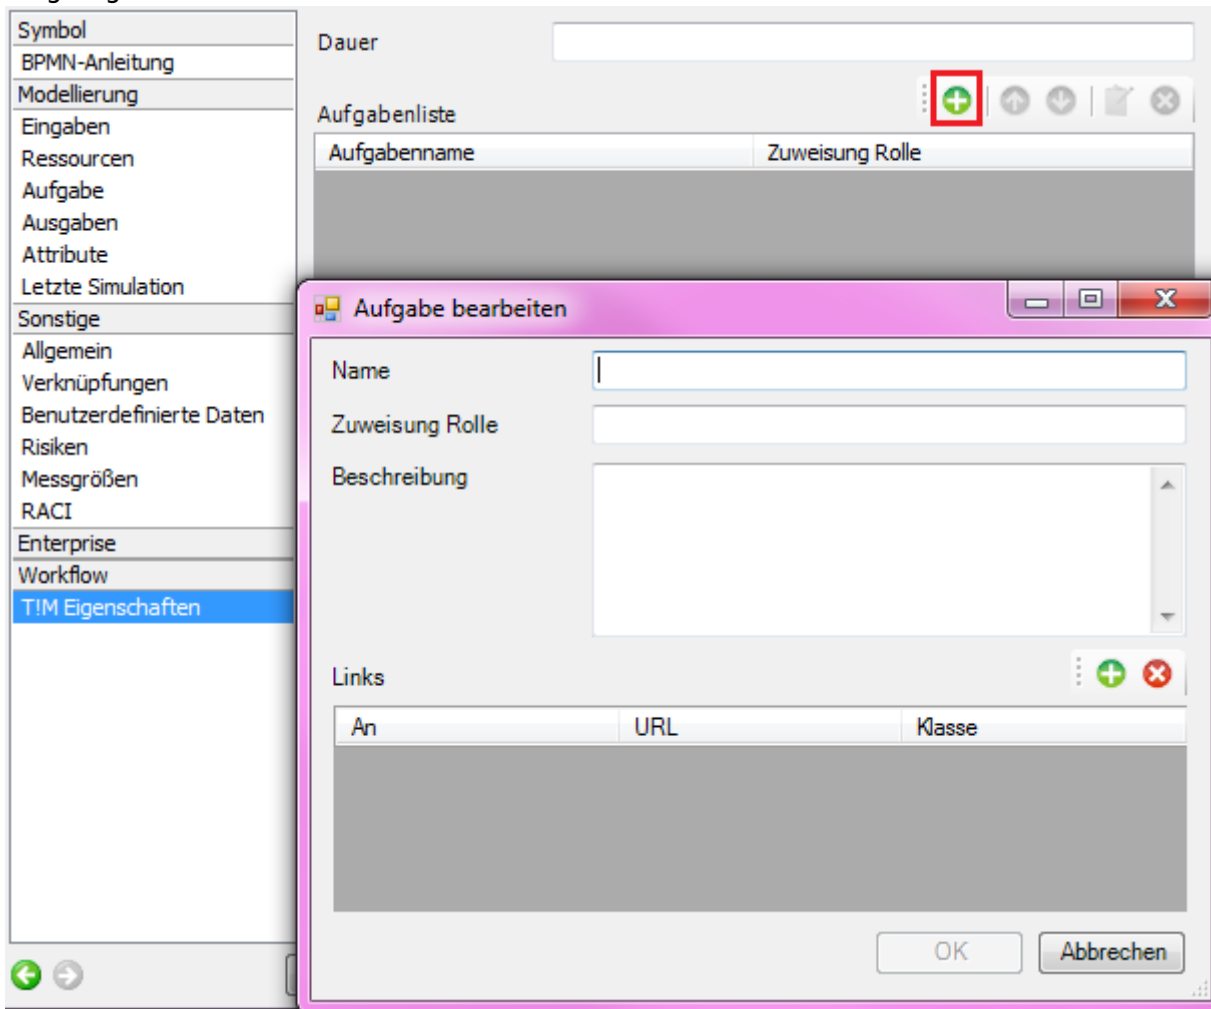 Symbol
BPMN-Anleitung
Modellierung
Eingaben
Ressourcen
Aufgabe
Ausgaben
Attribute
Letzte Simulation
Sonstige
Allgemein
Verknüpfungen
Benutzerdefinierte Daten
Risiken
Messgrößen
RACI
Enterprise
Workflow
T!M Eigenschaften
Dauer
Aufgabenliste
Aufgabenname Zuweisung Rolle
Aufgabe bearbeiten
Name
Zuweisung Rolle
Beschreibung
Links
An URL Klasse
OK Abbrechen